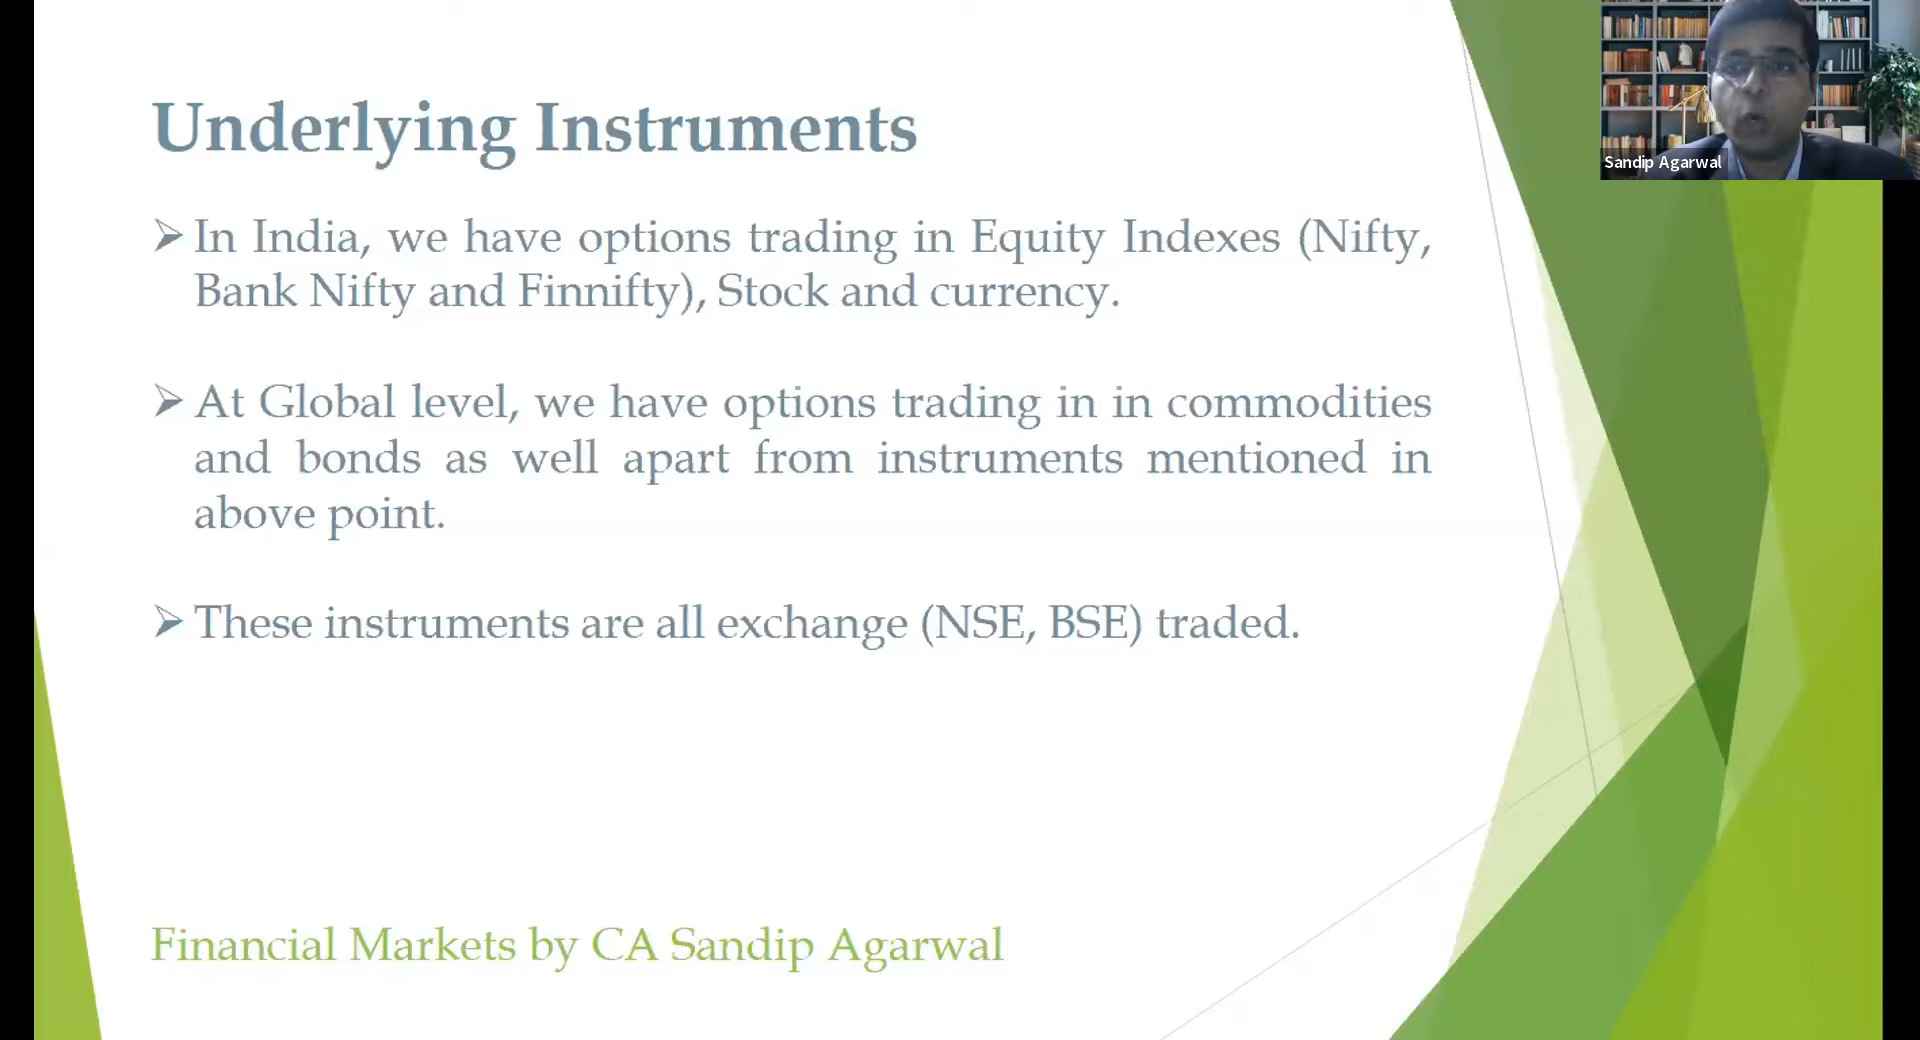 Underlying Instruments
In India, we have options trading in Equity Indexes (Nifty,
Bank Nifty and Finnifty), Stock and currency.
At Global level, we have options trading in in commodities
and bonds as well apart from instruments mentioned in
above point.
These instruments are all exchange (NSE, BSE) traded.
Financial Markets by CA Sandip Agarwal
Sandip Agarwal